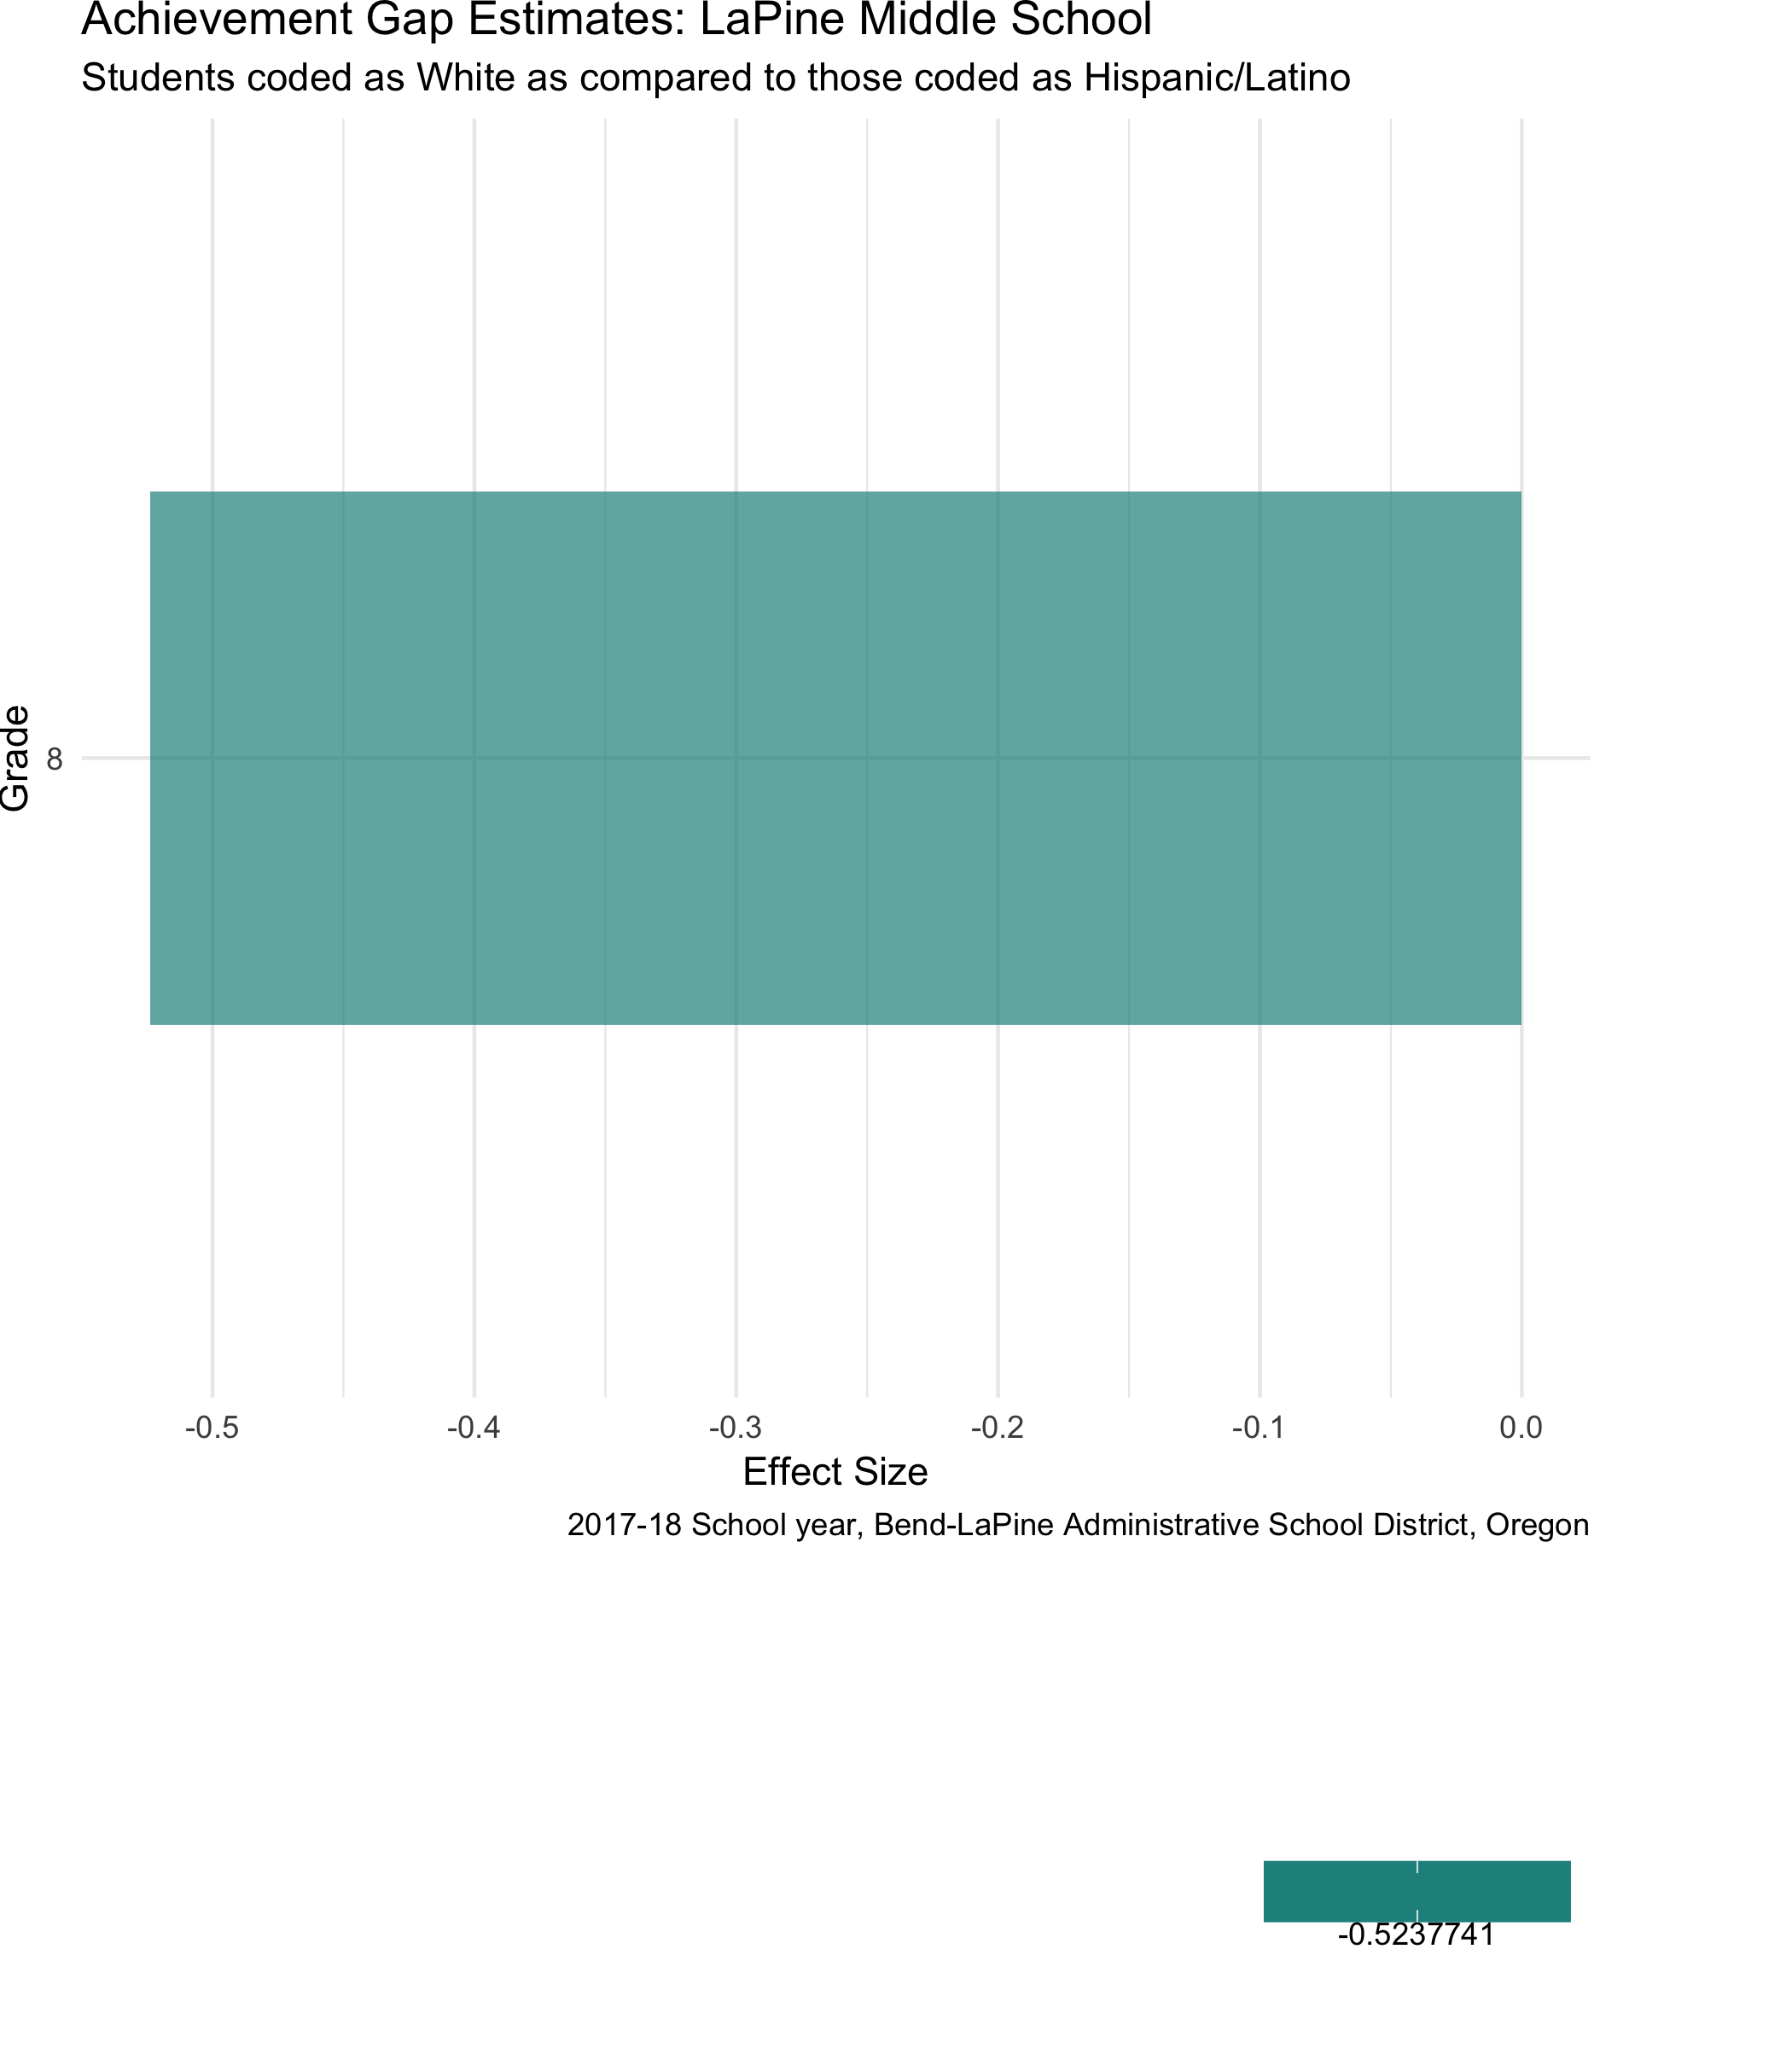 Achievement Gap Estimates: LaPine Middle School
Students coded as White as compared to those coded as Hispanic/Latino
Grade
8
-0.5 -0.4 -0.3 -0.2 -0.1 0.0
Effect Size
2017-18 School year, Bend-LaPine Administrative School District, Oregon
-0.5237741